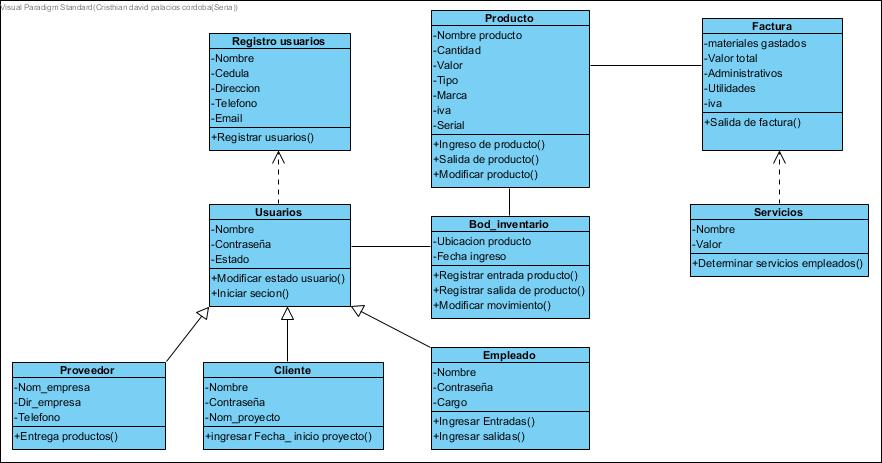 Visual Paradigm Standard(Cristhian david palacios cordoba(Sena))
Registro usuarios
-Nombre
-Cedula
-Direccion
-Telefono
-Email
+Registrar usuarios()
Producto
-Nombre producto
-Cantidad
-Valor
-Tipo
-Marca
-iva
-Serial
+Ingreso de producto()
+Salida de producto()
+Modificar producto()
Factura
-materiales gastados
-Valor total
-Administrativos
-Utilidades
-iva
+Salida de factura()
Usuarios
-Nombre
-Contraseña
-Estado
+Modificar estado usuario()
+Iniciar secion()
Bod_inventario
-Ubicacion producto
-Fecha ingreso
+Registrar entrada producto()
+Registrar salida de producto()
+Modificar movimiento()
Servicios
-Nombre
-Valor
+Determinar servicios empleados()
Proveedor
-Nom_empresa
-Dir_empresa
-Telefono
+Entrega productos()
Cliente
-Nombre
-Contraseña
-Nom_proyecto
+ingresar Fecha_ inicio proyecto()
Empleado
-Nombre
-Contraseña
-Cargo
+Ingresar Entradas()
+Ingresar salidas()